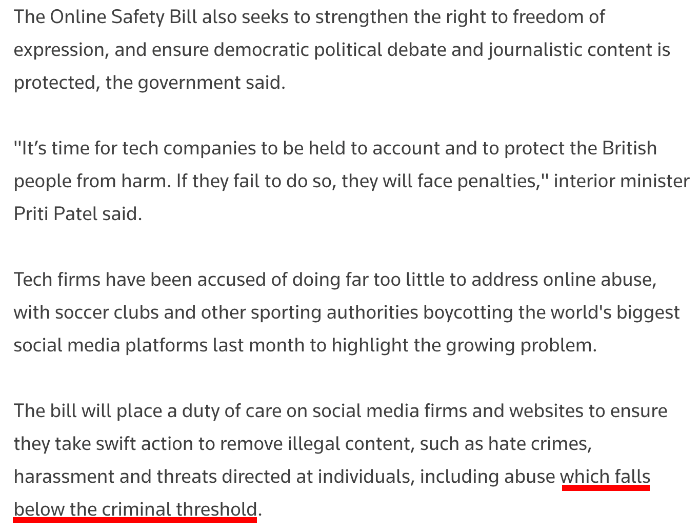 The Online Safety Bill also seeks to strengthen the right to freedom of
expression, and ensure democratic political debate and journalistic content is
protected, the government said.
"It’s time for tech companies to be held to account and to protect the British
people from harm. If they fail to do so, they will face penalties," interior minister
Priti Patel said.
Tech firms have been accused of doing far too little to address online abuse,
with soccer clubs and other sporting authorities boycotting the world's biggest
social media platforms last month to highlight the growing problem.
The bill will place a duty of care on social media firms and websites to ensure
they take swift action to remove illegal content, such as hate crimes,
harassment and threats directed at individuals, including abuse which falls
below the criminal threshold.